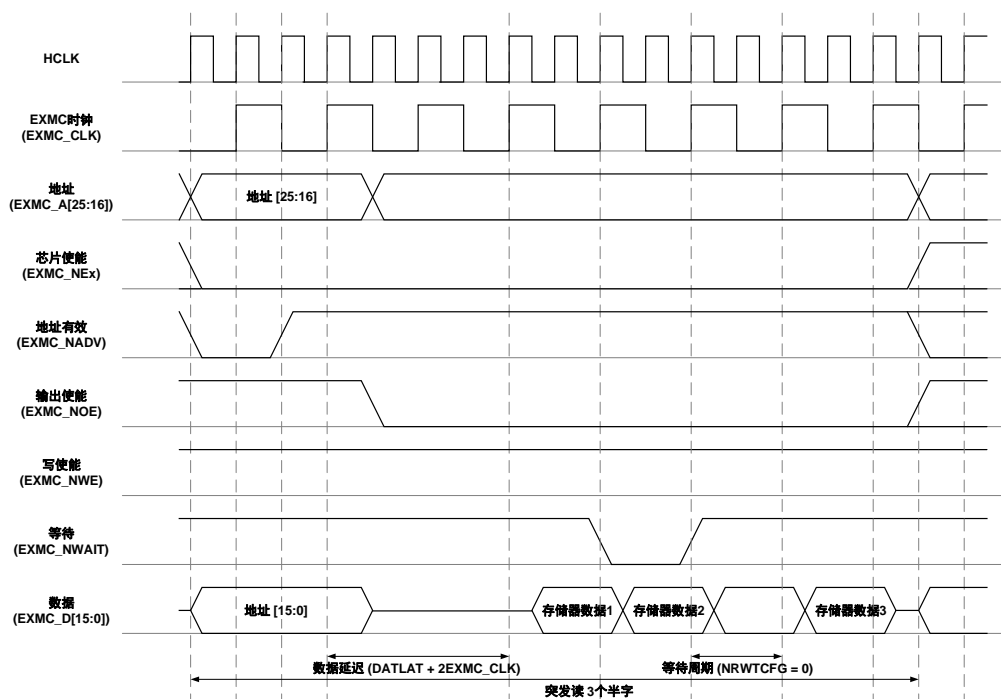 HCLK
EXMC时钟
(EXMC_CLK)
地址
(EXMC_A[25:16])
地址 [25:16]
芯片使能
(EXMC_NEx)
地址有效
(EXMC_NADV)
输出使能
(EXMC_NOE)
写使能
(EXMC_NWE)
等待
(EXMC_NWAIT)
数据
(EXMC_D[15:0])
地址 [15:0]
存储器数据1
存储器数据2
存储器数据3
数据延迟 (DATLAT + 2EXMC_CLK)
等待周期 (NRWTCFG = 0)
突发读 3个半字